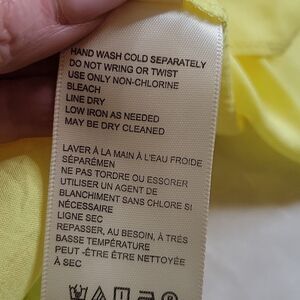 HAND WASH COLD SEPARATELY
DO NOT WRING OR TWIST
USE ONLY NON-CHLORINE
BLEACH
LINE DRY
LOW IRON AS NEEDED
MAY BE DRY CLEANED
LAVER À LA MAIN À L'EAU FROIDE
SÉPARÉMEN
NE PAS TORDRE OU ESSORER
UTILISER UN AGENT DE
BLANCHIMENT SANS CHLORE SI
NÉCESSAIRE
LIGNE SEC
REPASSER, AU BESOIN, À TRÈS
BASSE TEMPÉRATURE
PEUT -ÊTRE ÊTRE NETTOYÉE
À SEC